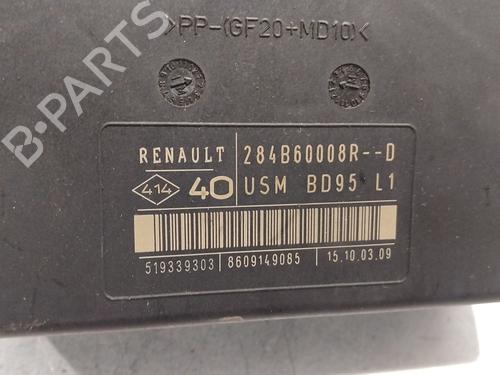 >PP-(GF20+MD10)<
RENAULT 284B60008R--D
414 40 USM BD95 L1
519339303 8609149085 15.10.03.09
B-PARTS